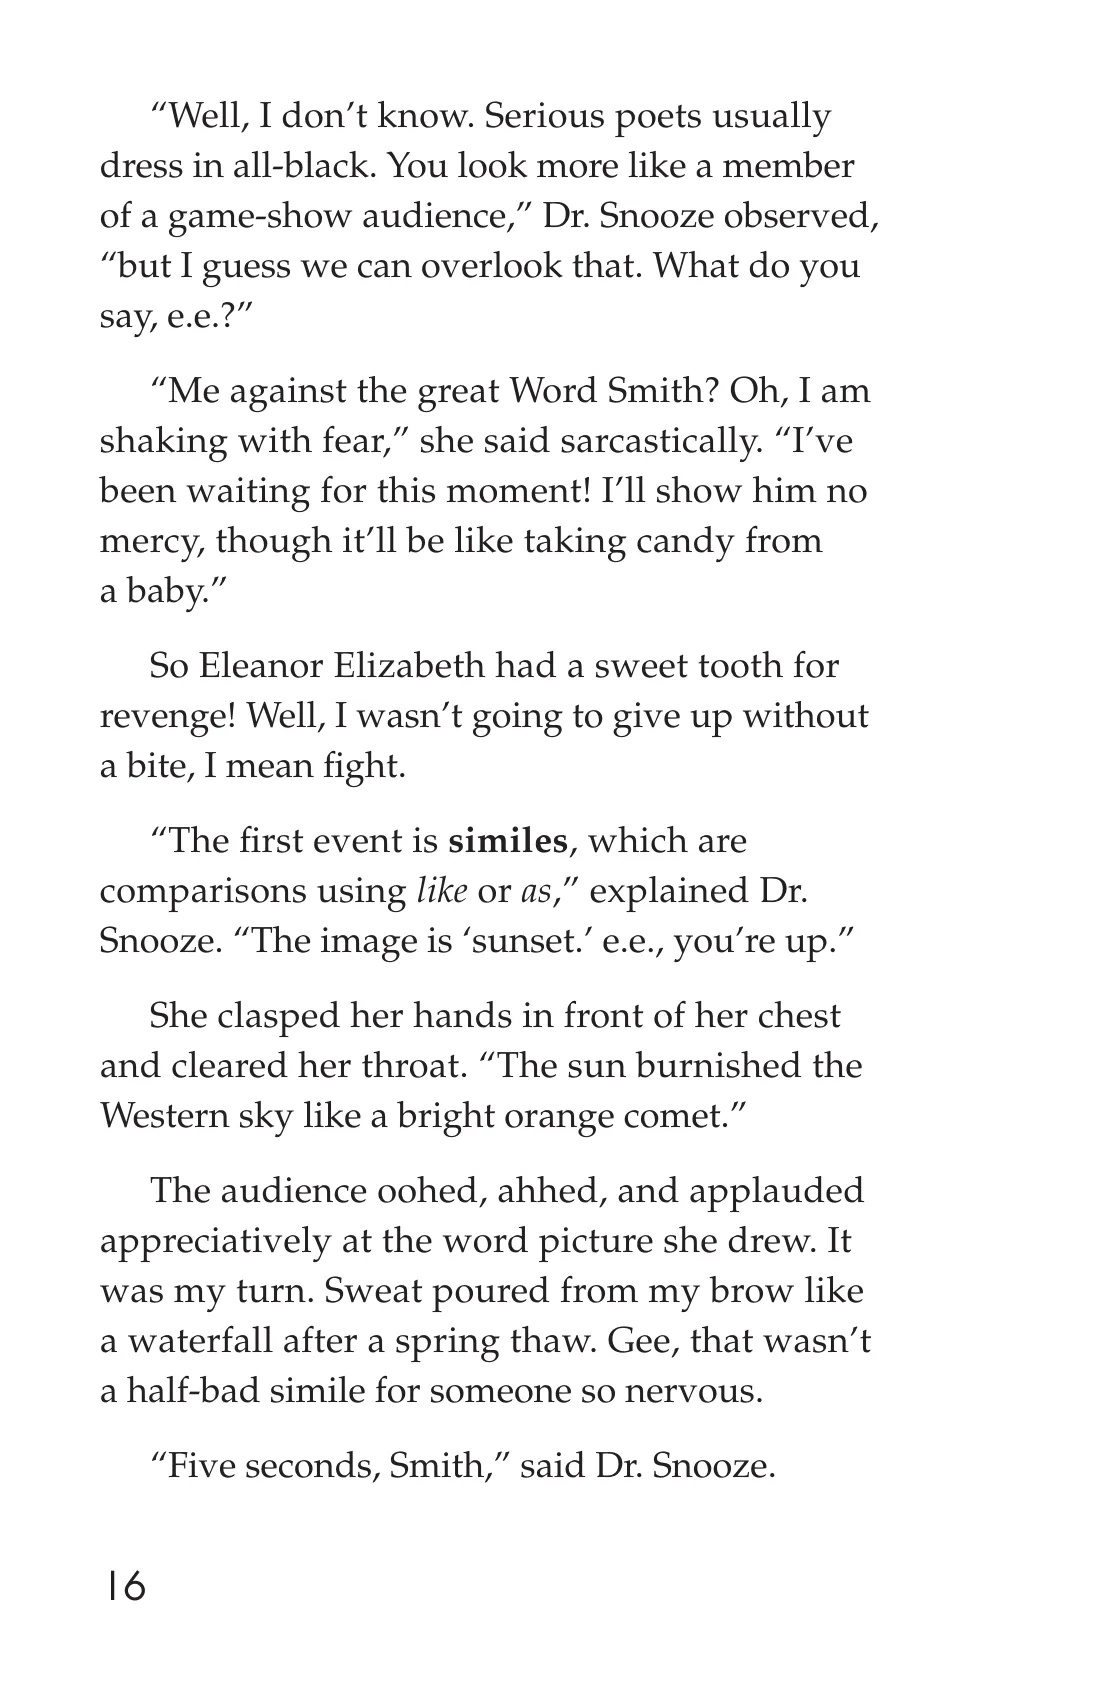 “Well, I don’t know. Serious poets usually
dress in all-black. You look more like a member
of a game-show audience,” Dr. Snooze observed,
“but I guess we can overlook that. What do you
say, e.e.?”
“Me against the great Word Smith? Oh, I am
shaking with fear,” she said sarcastically. “I’ve
been waiting for this moment! I’ll show him no
mercy, though it’ll be like taking candy from
a baby.”
So Eleanor Elizabeth had a sweet tooth for
revenge! Well, I wasn’t going to give up without
a bite, I mean fight.
“The first event is similes, which are
comparisons using like or as,” explained Dr.
Snooze. “The image is ‘sunset.’ e.e., you’re up.”
She clasped her hands in front of her chest
and cleared her throat. “The sun burnished the
Western sky like a bright orange comet.”
The audience oohed, ahhed, and applauded
appreciatively at the word picture she drew. It
was my turn. Sweat poured from my brow like
a waterfall after a spring thaw. Gee, that wasn’t
a half-bad simile for someone so nervous.
“Five seconds, Smith,” said Dr. Snooze.
16